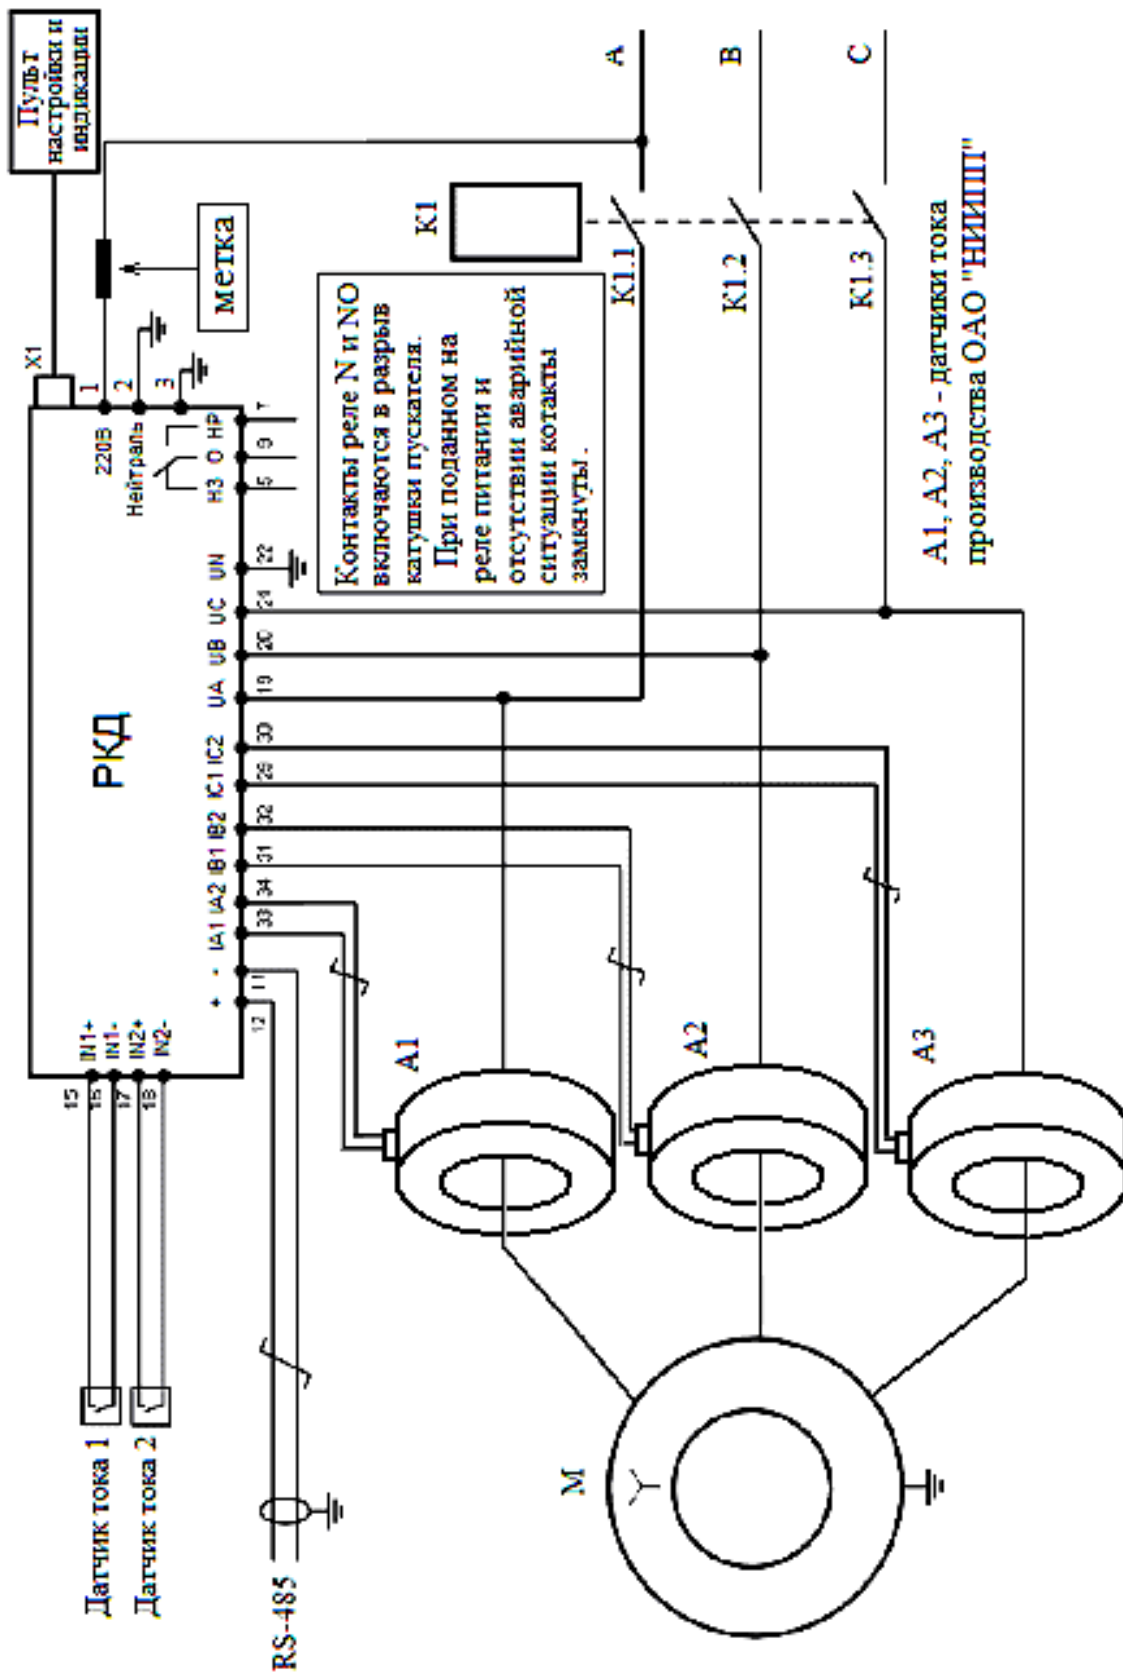 Пульт
настройки и
индикации
X1
метка
1
2
3
220В
Нейтраль
НЗ О НР
5
9
7
РКД
IN1+
IN1-
IN2+
IN2-
15
16
17
18
+ - IA1 IA2 IB1 IB2 IC1 IC2 UA UB UC UN
12 11 33 34 31 32 29 30 19 20 21 22
Датчик тока 1
Датчик тока 2
RS-485
Контакты реле N и NO
включаются в разрыв
катушки пускателя.
При поданном на
реле питании и
отсутствии аварийной
ситуации котакты
замкнуты.
K1
K1.1
K1.2
K1.3
A
B
C
A1
A2
A3
M
A1, A2, A3 - датчики тока
производства ОАО "НИИПП"